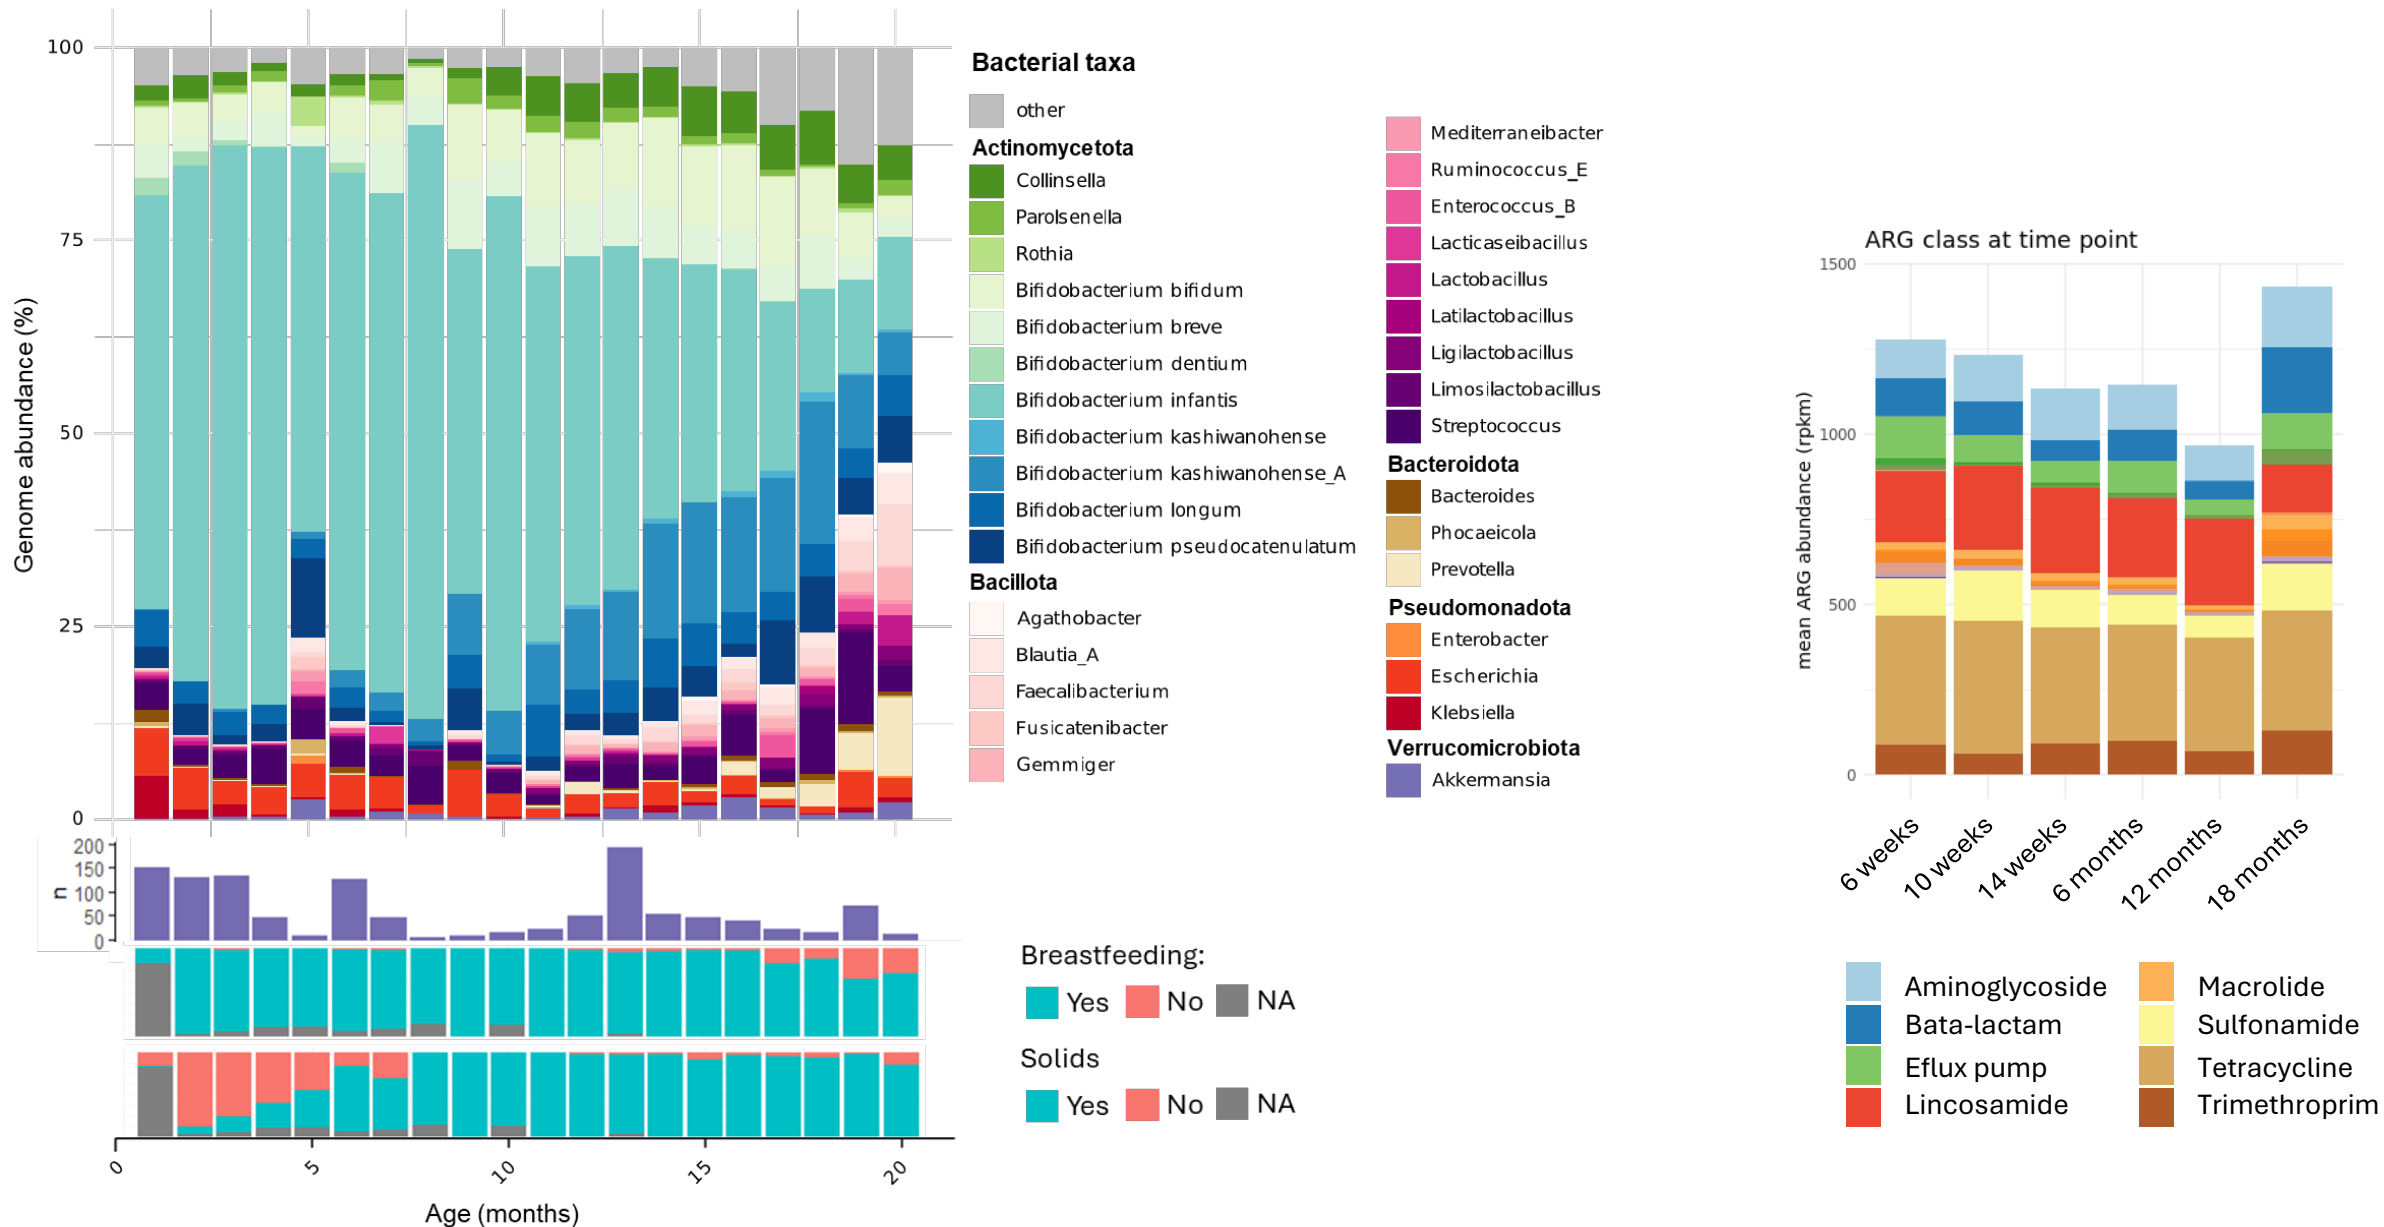 100
75
50
25
0
Genome abundance (%)
200
150
100
50
0
n
0
5
10
15
20
Age (months)
Bacterial taxa
other
Actinomycetota
Collinsella
Parolsenella
Rothia
Bifidobacterium bifidum
Bifidobacterium breve
Bifidobacterium dentium
Bifidobacterium infantis
Bifidobacterium kashiwanohense
Bifidobacterium kashiwanohense_A
Bifidobacterium longum
Bifidobacterium pseudocatenulatum
Bacillota
Agathobacter
Blautia_A
Faecalibacterium
Fusicatenibacter
Gemmiger
Mediterraneibacter
Ruminococcus_E
Enterococcus_B
Lacticaseibacillus
Lactobacillus
Latilactobacillus
Ligilactobacillus
Limosilactobacillus
Streptococcus
Bacteroidota
Bacteroides
Phocaeicola
Prevotella
Pseudomonadota
Enterobacter
Escherichia
Klebsiella
Verrucomicrobiota
Akkermansia
Breastfeeding:
Yes No NA
Solids
Yes No NA
ARG class at time point
1500
1000
500
0
mean ARG abundance (rpkm)
6 weeks
10 weeks
14 weeks
6 months
12 months
18 months
Aminoglycoside
Bata-lactam
Eflux pump
Lincosamide
Macrolide
Sulfonamide
Tetracycline
Trimethroprim